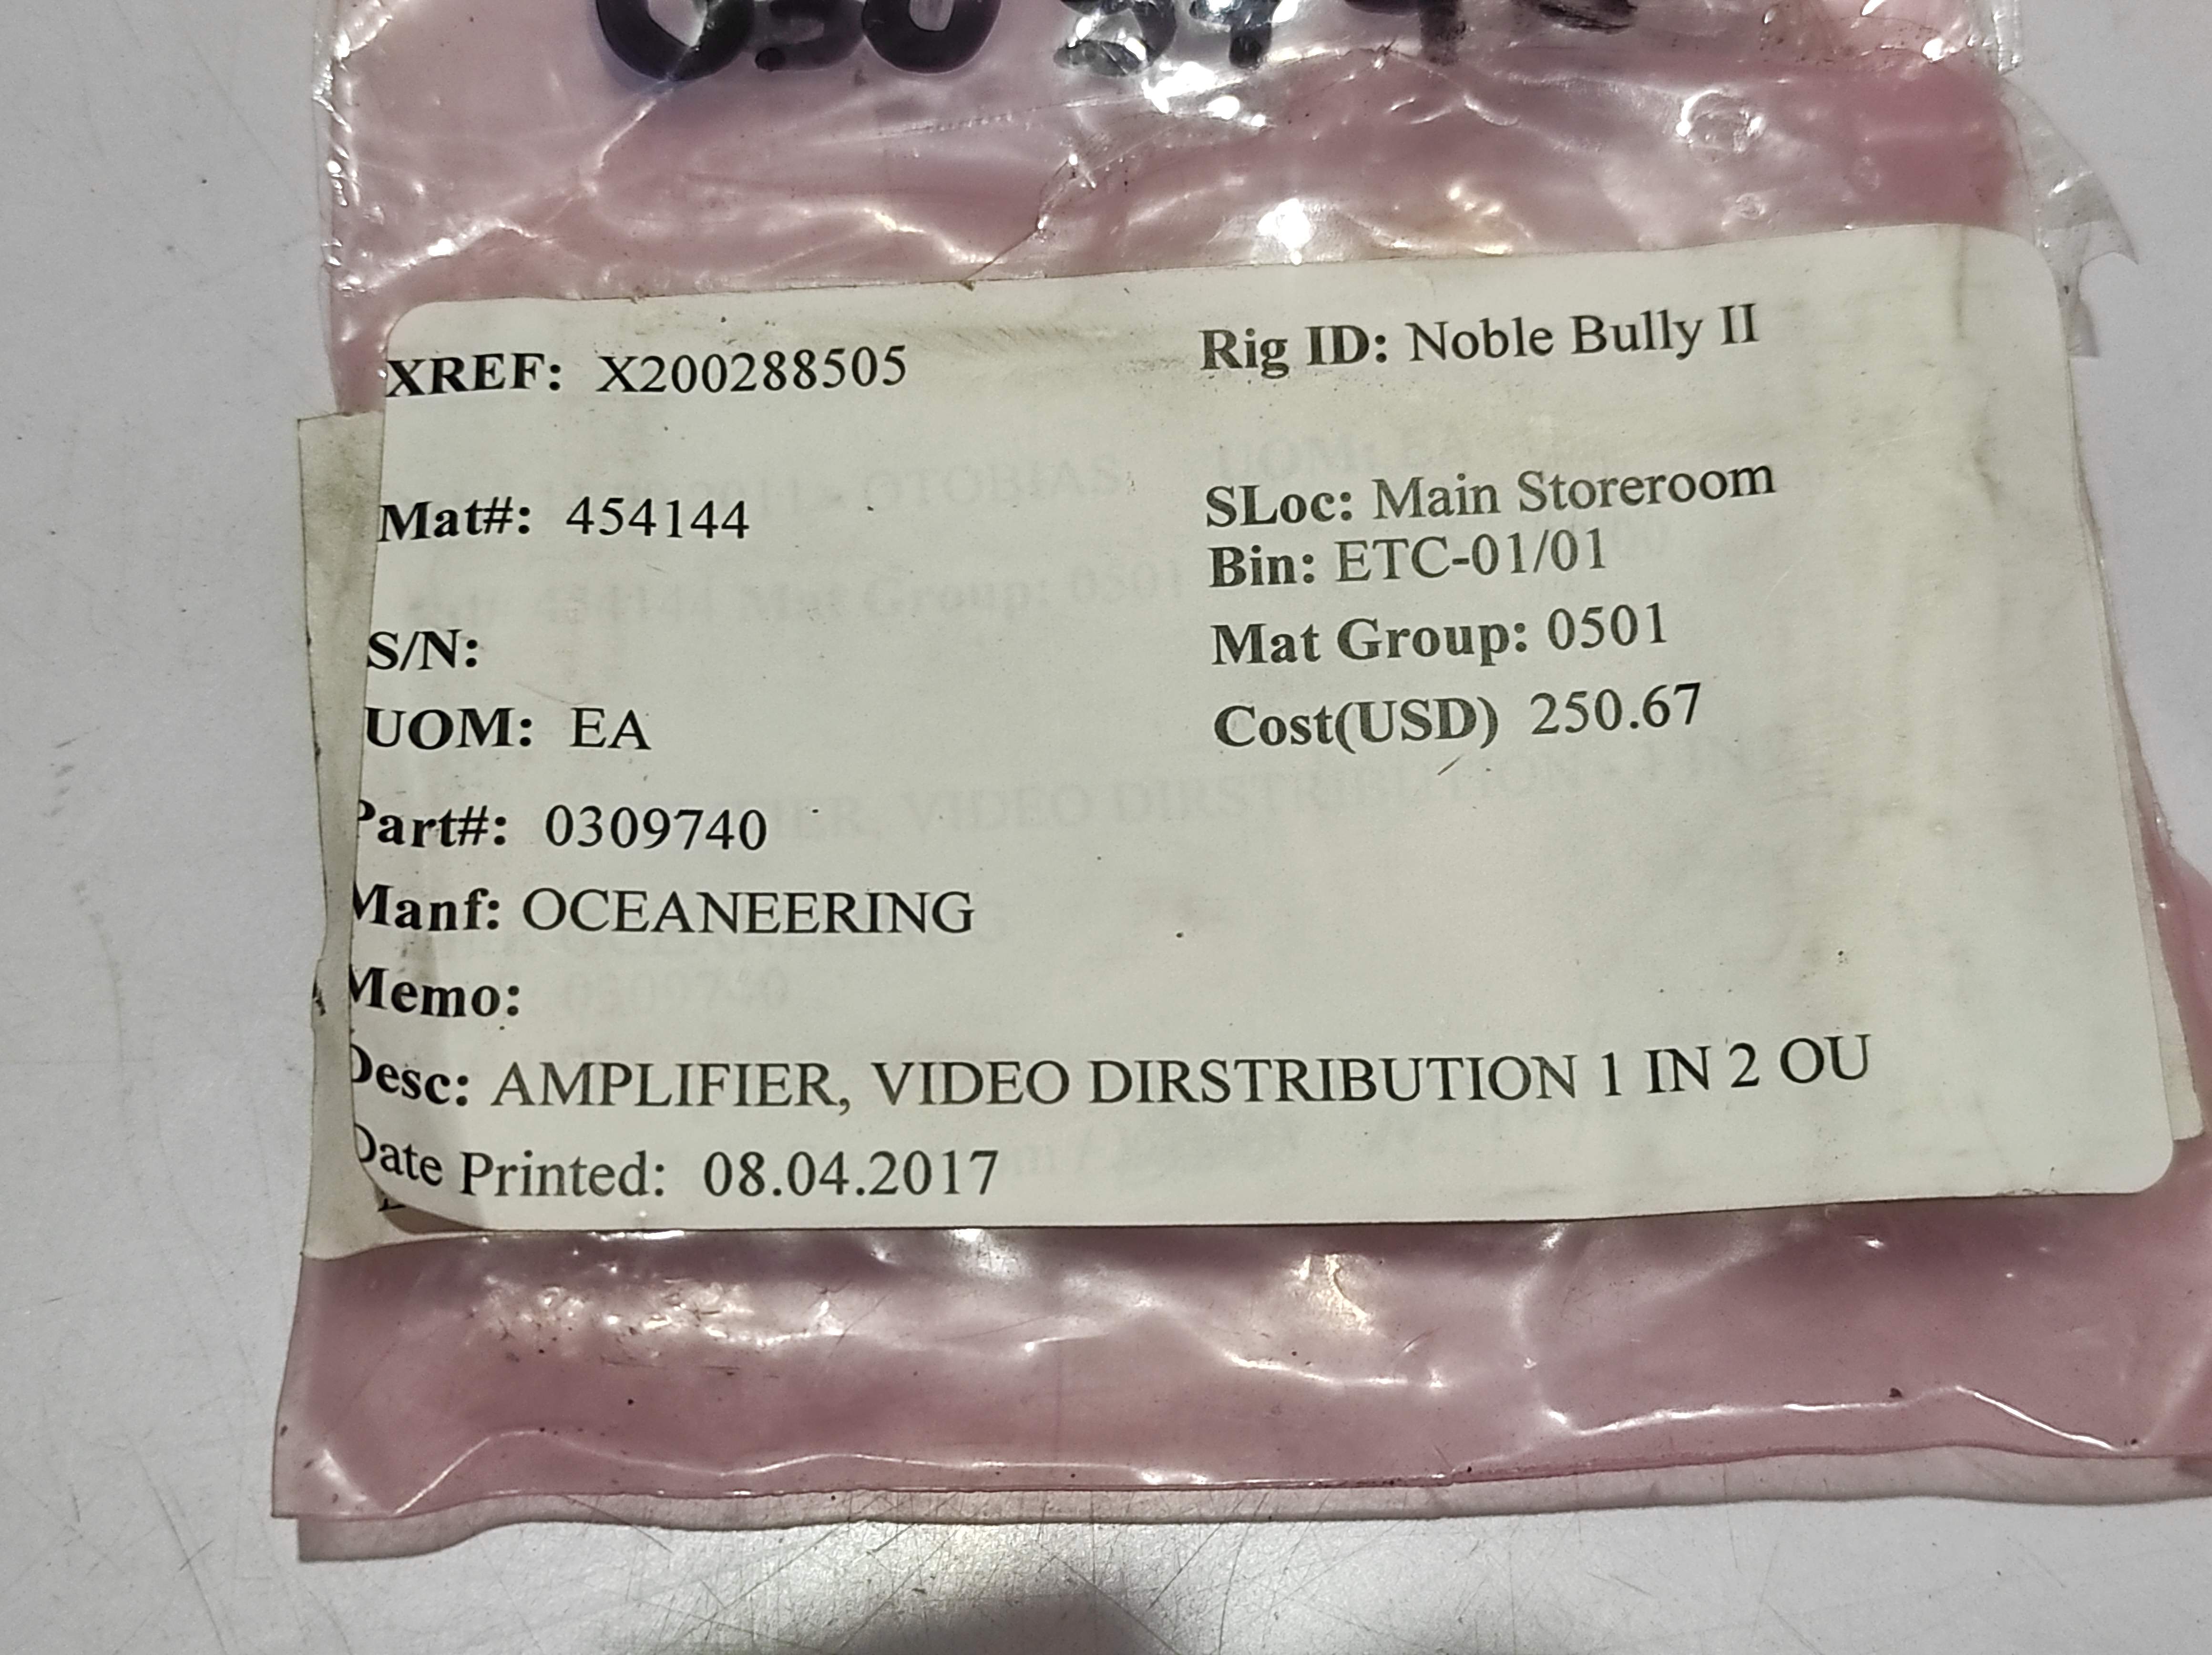 XREF: X200288505 Rig ID: Noble Bully II
Mat#: 454144 SLoc: Main Storeroom
Bin: ETC-01/01
S/N: Mat Group: 0501
UOM: EA Cost(USD) 250.67
Part#: 0309740
Manf: OCEANEERING
Memo:
Desc: AMPLIFIER, VIDEO DIRSTRIBUTION 1 IN 2 OU
Date Printed: 08.04.2017